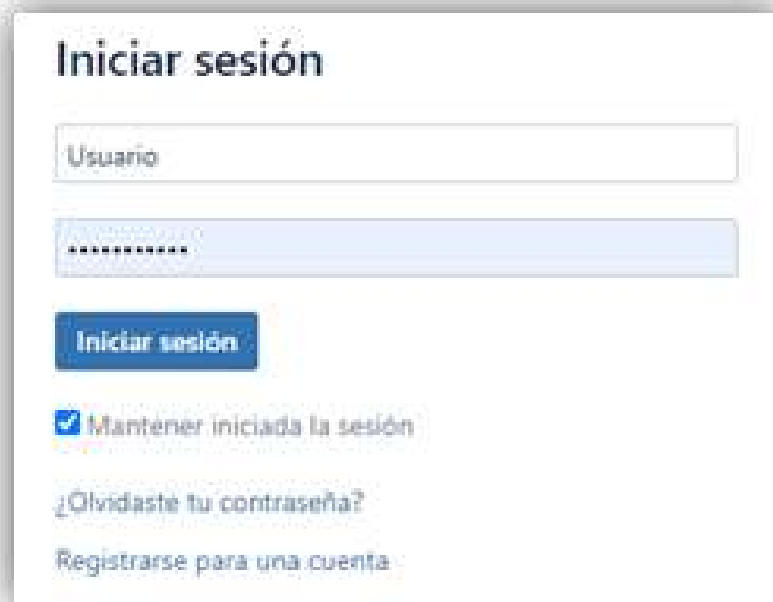 Iniciar sesión
Usuario
•••••••••••
Iniciar sesión
Mantener iniciada la sesión
¿Olvidaste tu contraseña?
Registrarse para una cuenta